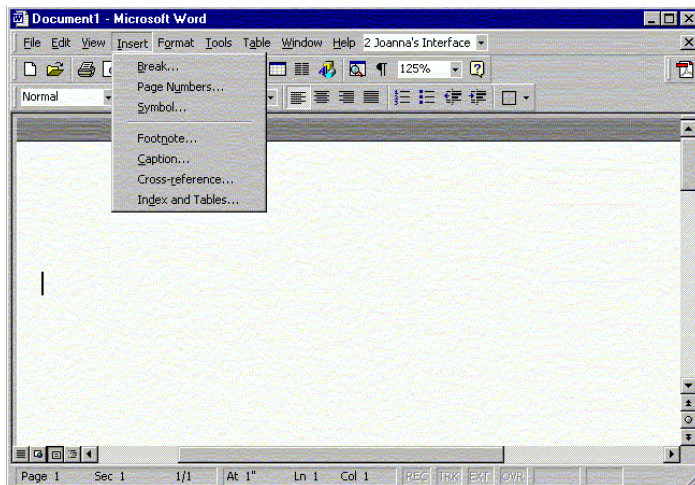 Document1 - Microsoft Word
File Edit View Insert Format Tools Table Window Help 2 Joanna's Interface
Break...
125%
Page Numbers...
Normal
Symbol...
Footnote...
Caption...
Cross-reference...
Index and Tables...
Page 1 Sec 1 1/1 At 1" Ln 1 Col 1 REC TRK EXT OVR